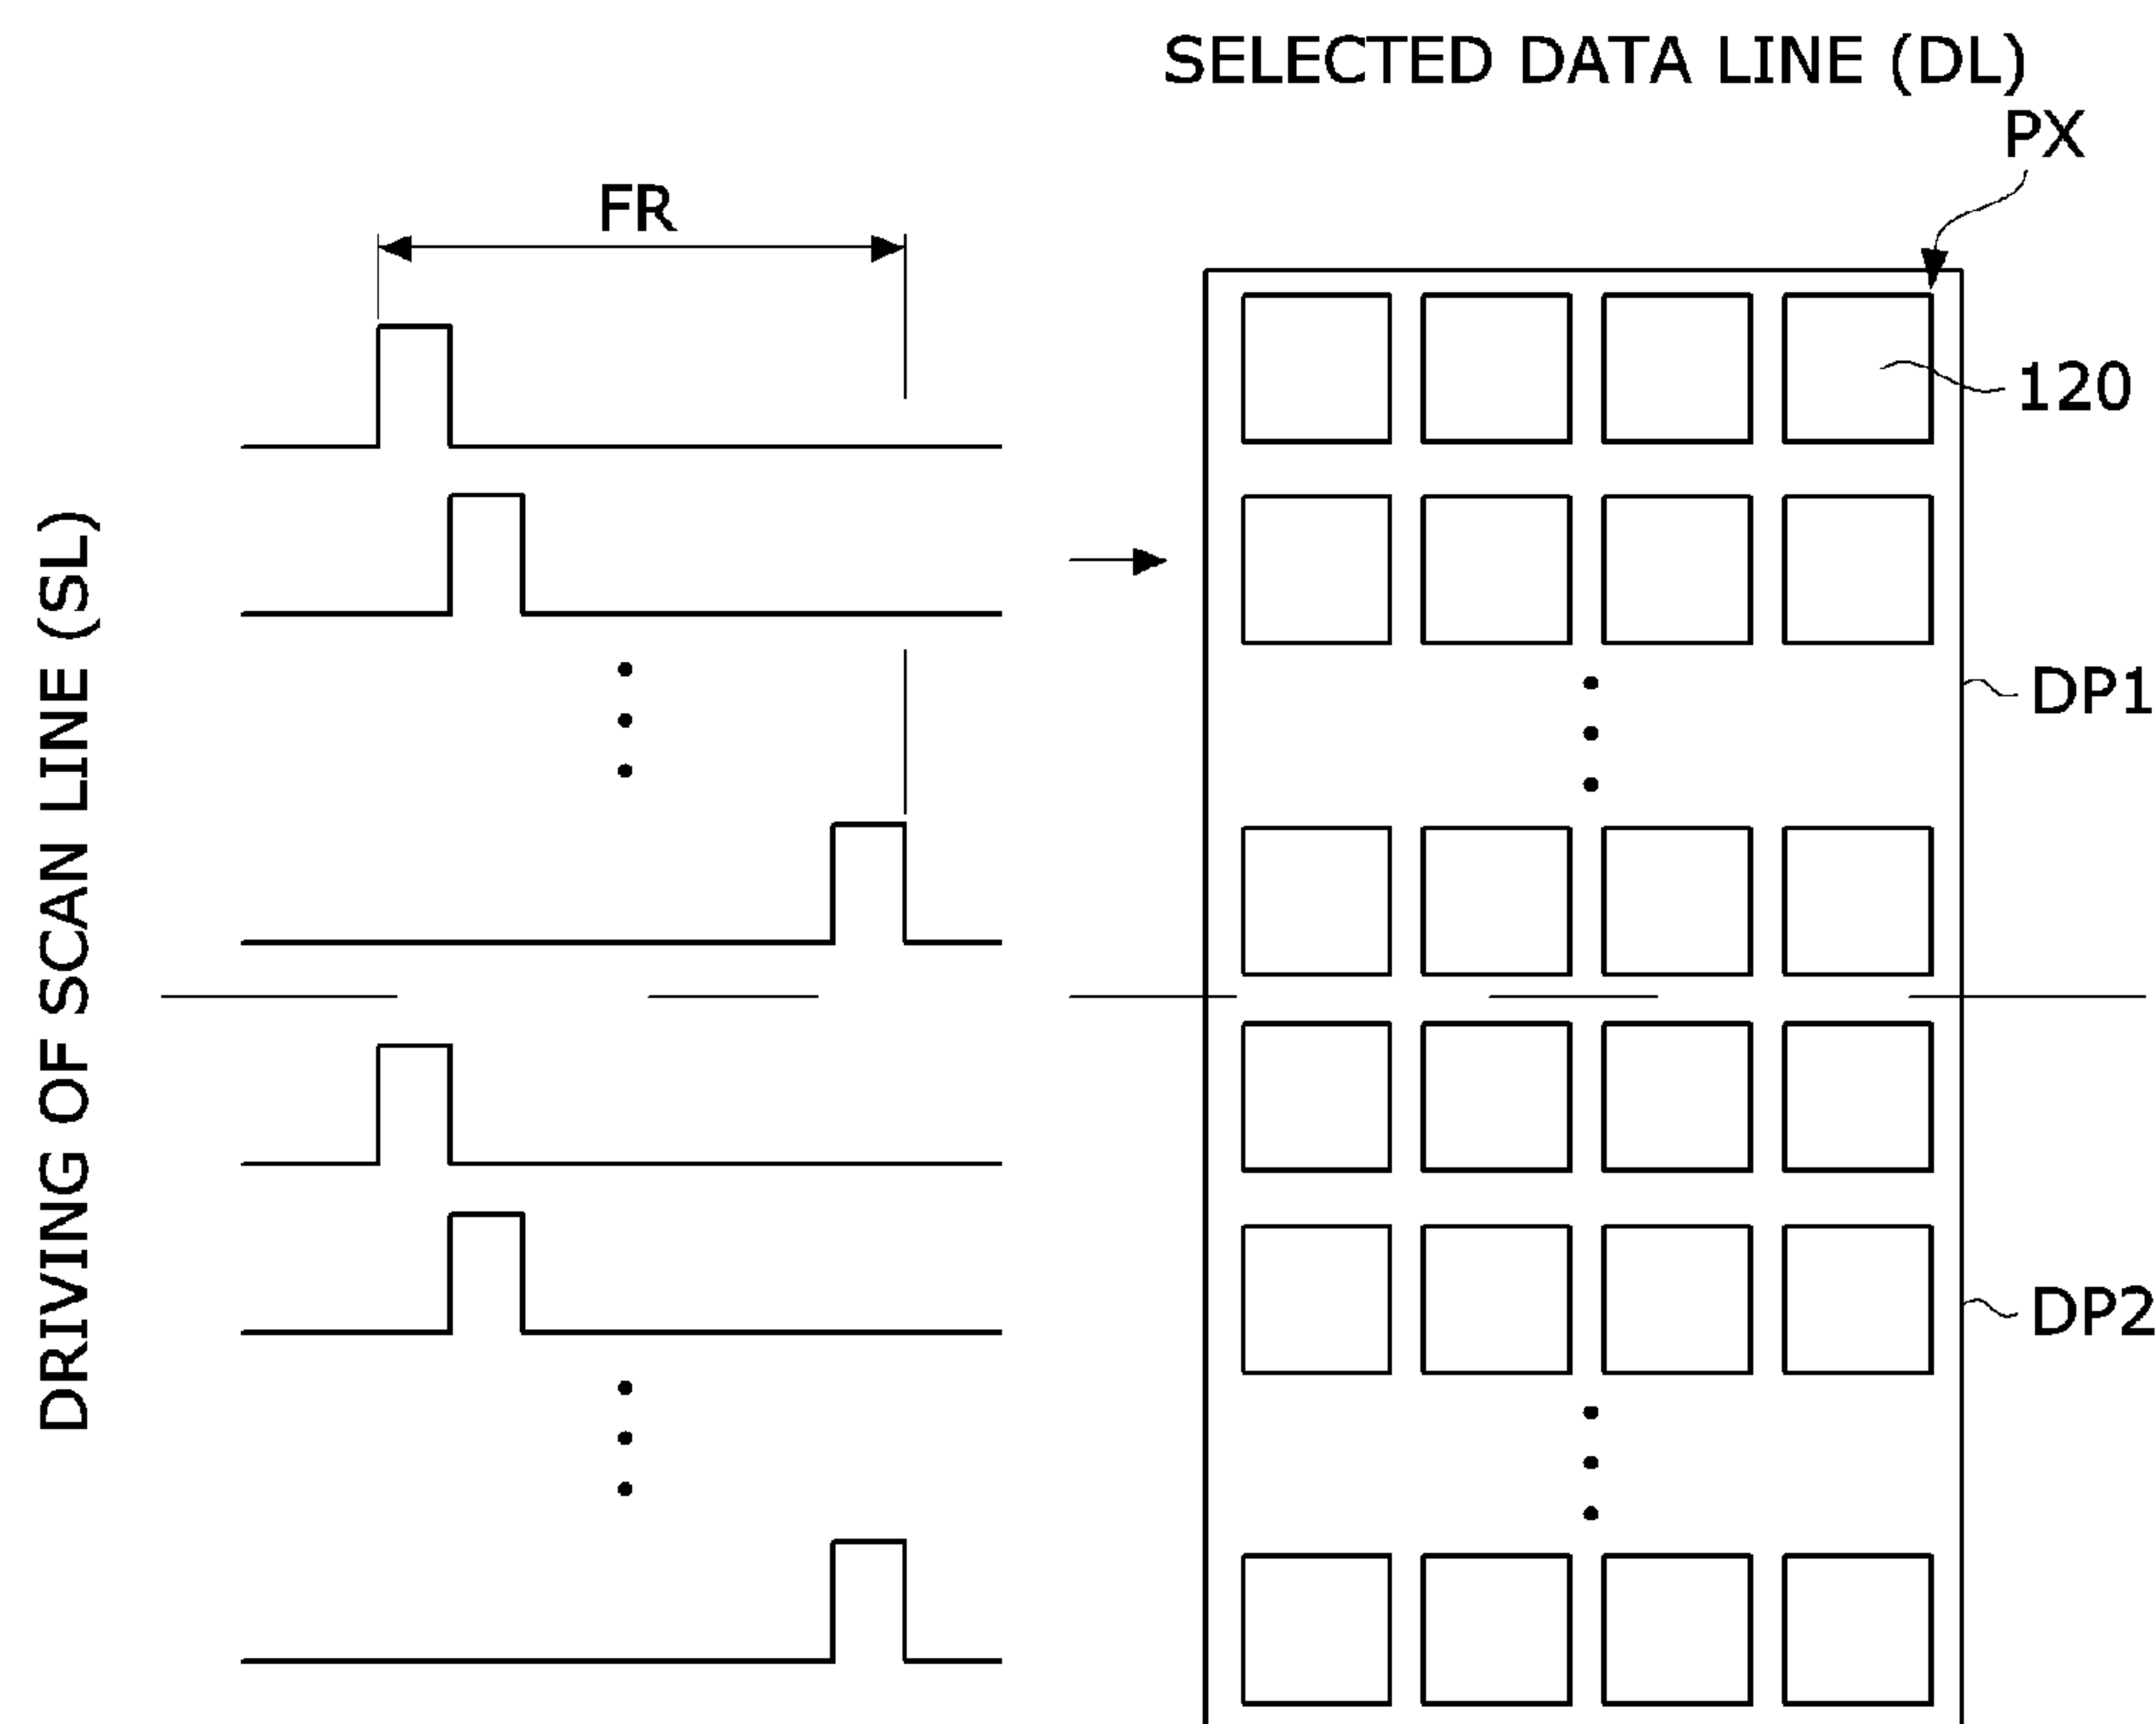 SELECTED DATA LINE (DL)
PX
FR
120
DRIVING OF SCAN LINE (SL)
DP1
DP2